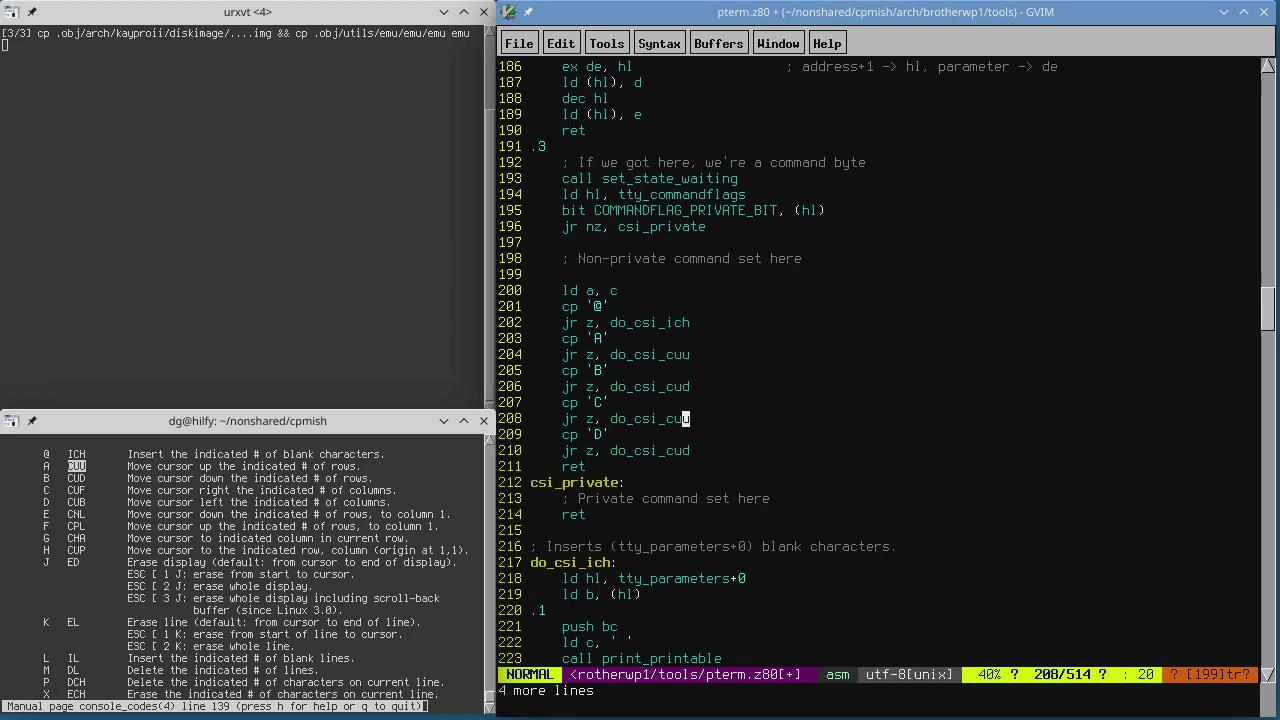 urxvt <4>
[3/3] cp .obj/arch/kayproii/diskimage/....img && cp .obj/utils/emu/emu/emu emu
dg@hilfy: ~/nonshared/cpmish
@ ICH Insert the indicated # of blank characters.
A CUU Move cursor up the indicated # of rows.
B CUD Move cursor down the indicated # of rows.
C CUF Move cursor right the indicated # of columns.
D CUB Move cursor left the indicated # of columns.
E CNL Move cursor down the indicated # of rows, to column 1.
F CPL Move cursor up the indicated # of rows, to column 1.
G CHA Move cursor to indicated column in current row.
H CUP Move cursor to the indicated row, column (origin at 1,1).
J ED Erase display (default: from cursor to end of display).
ESC [ 1 J: erase from start to cursor.
ESC [ 2 J: erase whole display.
ESC [ 3 J: erase whole display including scroll-back
buffer (since Linux 3.0).
K EL Erase line (default: from cursor to end of line).
ESC [ 1 K: erase from start of line to cursor.
ESC [ 2 K: erase whole line.
L IL Insert the indicated # of blank lines.
M DL Delete the indicated # of lines.
P DCH Delete the indicated # of characters on current line.
X ECH Erase the indicated # of characters on current line.
Manual page console_codes(4) line 139 (press h for help or q to quit)
pterm.z80 + (~/nonshared/cpmish/arch/brotherwp1/tools) - GVIM
File Edit Tools Syntax Buffers Window Help
186 ex de, hl ; address+1 -> hl, parameter -> de
187 ld (hl), d
188 dec hl
189 ld (hl), e
190 ret
191 .3
192 ; If we got here, we're a command byte
193 call set_state_waiting
194 ld hl, tty_commandflags
195 bit COMMANDFLAG_PRIVATE_BIT, (hl)
196 jr nz, csi_private
197
198 ; Non-private command set here
199
200 ld a, c
201 cp '@'
202 jr z, do_csi_ich
203 cp 'A'
204 jr z, do_csi_cuu
205 cp 'B'
206 jr z, do_csi_cud
207 cp 'C'
208 jr z, do_csi_cuu
209 cp 'D'
210 jr z, do_csi_cud
211 ret
212 csi_private:
213 ; Private command set here
214 ret
215
216 ; Inserts (tty_parameters+0) blank characters.
217 do_csi_ich:
218 ld hl, tty_parameters+0
219 ld b, (hl)
220 .1
221 push bc
222 ld c, ' '
223 call print_printable
NORMAL <rotherwp1/tools/pterm.z80[+] asm utf-8[unix] 40% ? 208/514 ? : 20 ? [199]tr?
4 more lines